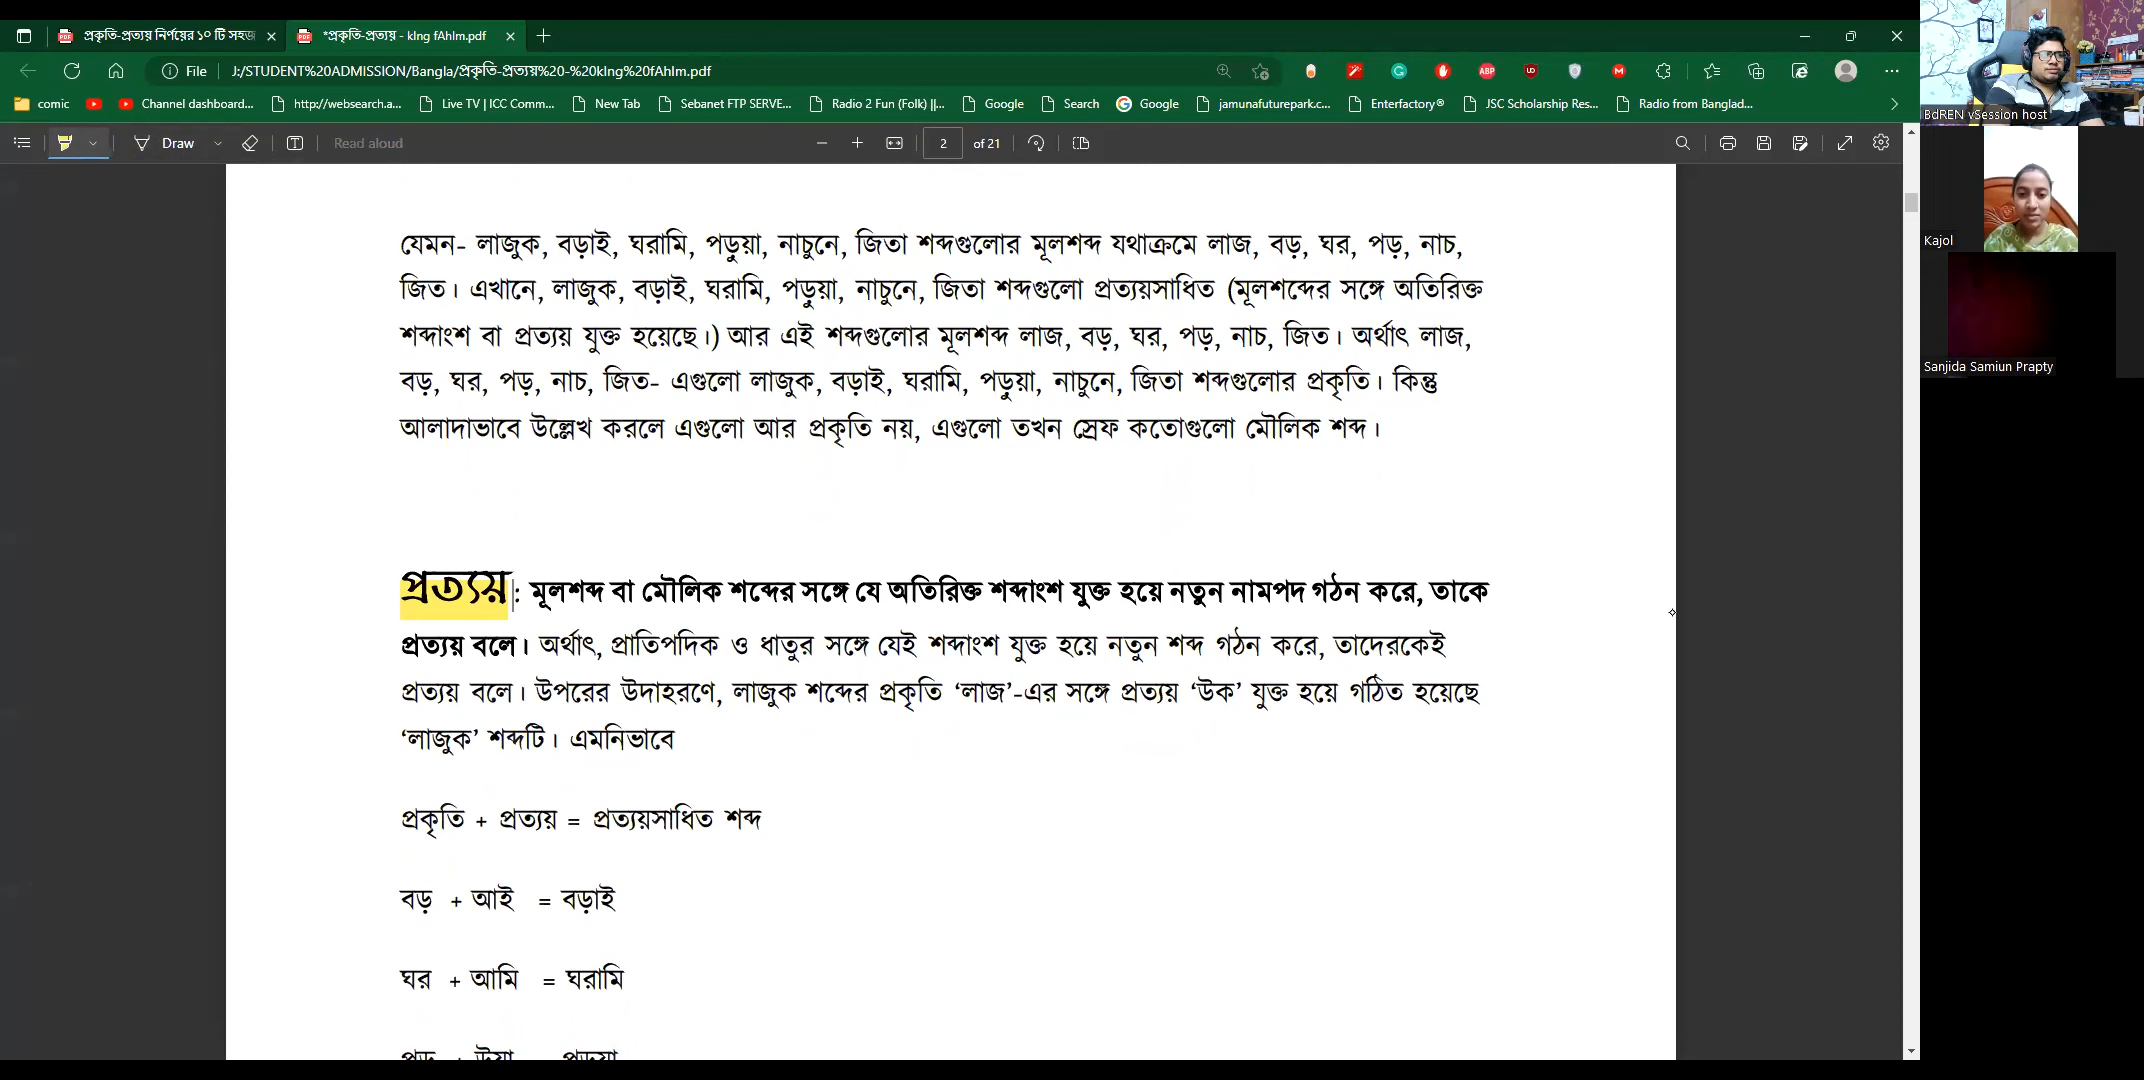 প্রকৃতি-প্রত্যয় নির্ণয়ের ১০ টি সহজ
*প্রকৃতি-প্রত্যয় - kIng fAhIm.pdf
File J:/STUDENT%20ADMISSION/Bangla/প্রকৃতি-প্রত্যয়%20-%20kIng%20fAhIm.pdf
comic Channel dashboard... http://websearch.a... Live TV | ICC Comm... New Tab Sebanet FTP SERVE... Radio 2 Fun (Folk) ||... Google Search Google jamunafuturepark.c... Enterfactory® JSC Scholarship Res... Radio from Banglad...
Draw Read aloud 2 of 21
যেমন- লাজুক, বড়াই, ঘরামি, পড়ুয়া, নাচুনে, জিতা শব্দগুলোর মূলশব্দ যথাক্রমে লাজ, বড়, ঘর, পড়, নাচ,
জিত। এখানে, লাজুক, বড়াই, ঘরামি, পড়ুয়া, নাচুনে, জিতা শব্দগুলো প্রত্যয়সাধিত (মূলশব্দের সঙ্গে অতিরিক্ত
শব্দাংশ বা প্রত্যয় যুক্ত হয়েছে।) আর এই শব্দগুলোর মূলশব্দ লাজ, বড়, ঘর, পড়, নাচ, জিত। অর্থাৎ লাজ,
বড়, ঘর, পড়, নাচ, জিত- এগুলো লাজুক, বড়াই, ঘরামি, পড়ুয়া, নাচুনে, জিতা শব্দগুলোর প্রকৃতি। কিন্তু
আলাদাভাবে উল্লেখ করলে এগুলো আর প্রকৃতি নয়, এগুলো তখন স্রেফ কতোগুলো মৌলিক শব্দ।
প্রত্যয় : মূলশব্দ বা মৌলিক শব্দের সঙ্গে যে অতিরিক্ত শব্দাংশ যুক্ত হয়ে নতুন নামপদ গঠন করে, তাকে
প্রত্যয় বলে। অর্থাৎ, প্রাতিপদিক ও ধাতুর সঙ্গে যেই শব্দাংশ যুক্ত হয়ে নতুন শব্দ গঠন করে, তাদেরকেই
প্রত্যয় বলে। উপরের উদাহরণে, লাজুক শব্দের প্রকৃতি ‘লাজ’-এর সঙ্গে প্রত্যয় ‘উক’ যুক্ত হয়ে গঠিত হয়েছে
‘লাজুক’ শব্দটি। এমনিভাবে
প্রকৃতি + প্রত্যয় = প্রত্যয়সাধিত শব্দ
বড় + আই = বড়াই
ঘর + আমি = ঘরামি
BdREN vSession host
Kajol
Sanjida Samiun Prapty